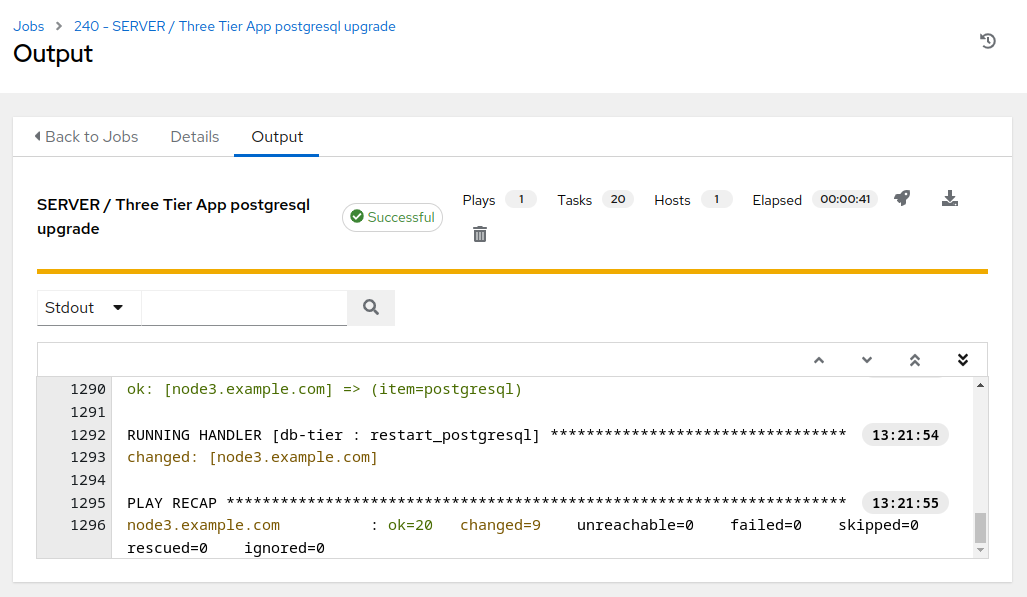 Jobs > 240 - SERVER / Three Tier App postgresql upgrade
Output
Back to Jobs Details Output
SERVER / Three Tier App postgresql upgrade
Successful
Plays 1 Tasks 20 Hosts 1 Elapsed 00:00:41
Stdout
1290 ok: [node3.example.com] => (item=postgresql)
1291
1292 RUNNING HANDLER [db-tier : restart_postgresql] ********************************* 13:21:54
1293 changed: [node3.example.com]
1294
1295 PLAY RECAP ********************************************************************* 13:21:55
1296 node3.example.com : ok=20 changed=9 unreachable=0 failed=0 skipped=0
rescued=0 ignored=0